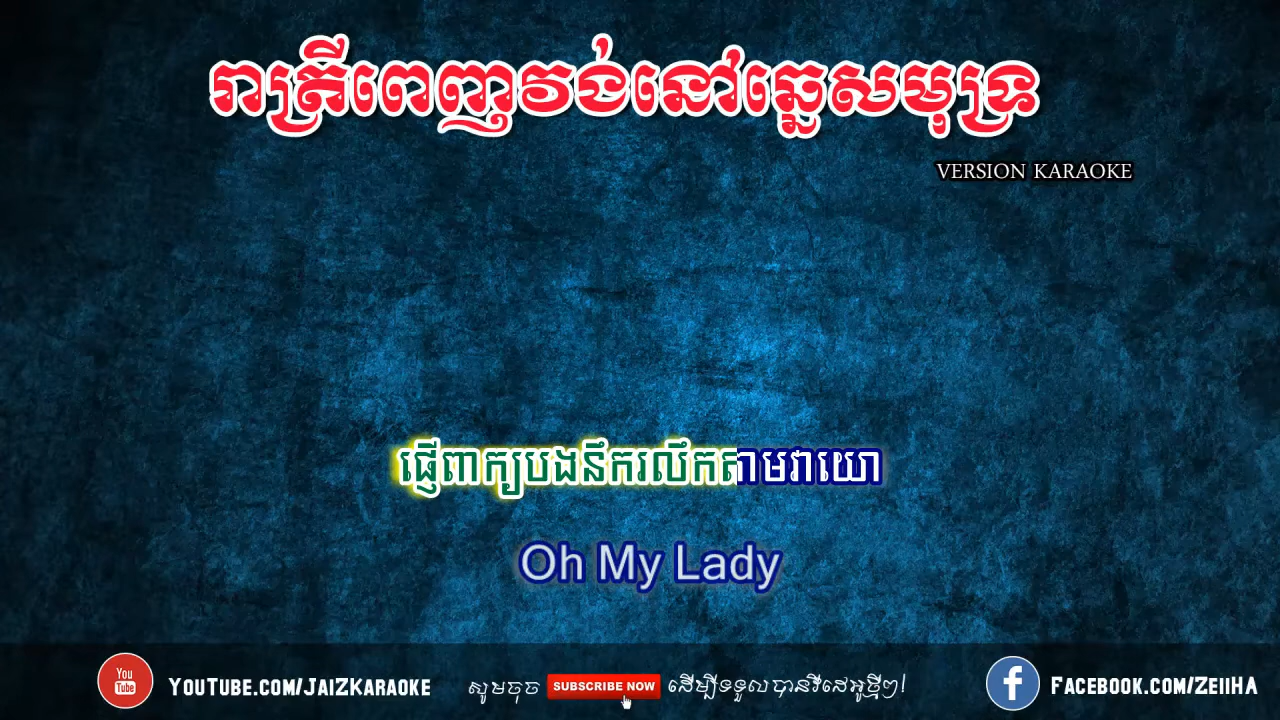 រាត្រីពេញវង់នៅឆ្នេសមុទ្រ
VERSION KARAOKE
ផ្ញើពាក្យបងនឹករលឹកតាមវាយោ
Oh My Lady
You Tube YOUTUBE.COM/JAIZKARAOKE សូមចុច SUBSCRIBE NOW ដើម្បីទទួលបានវីដេអូថ្មីៗ! f FACEBOOK.COM/ZEIIHA